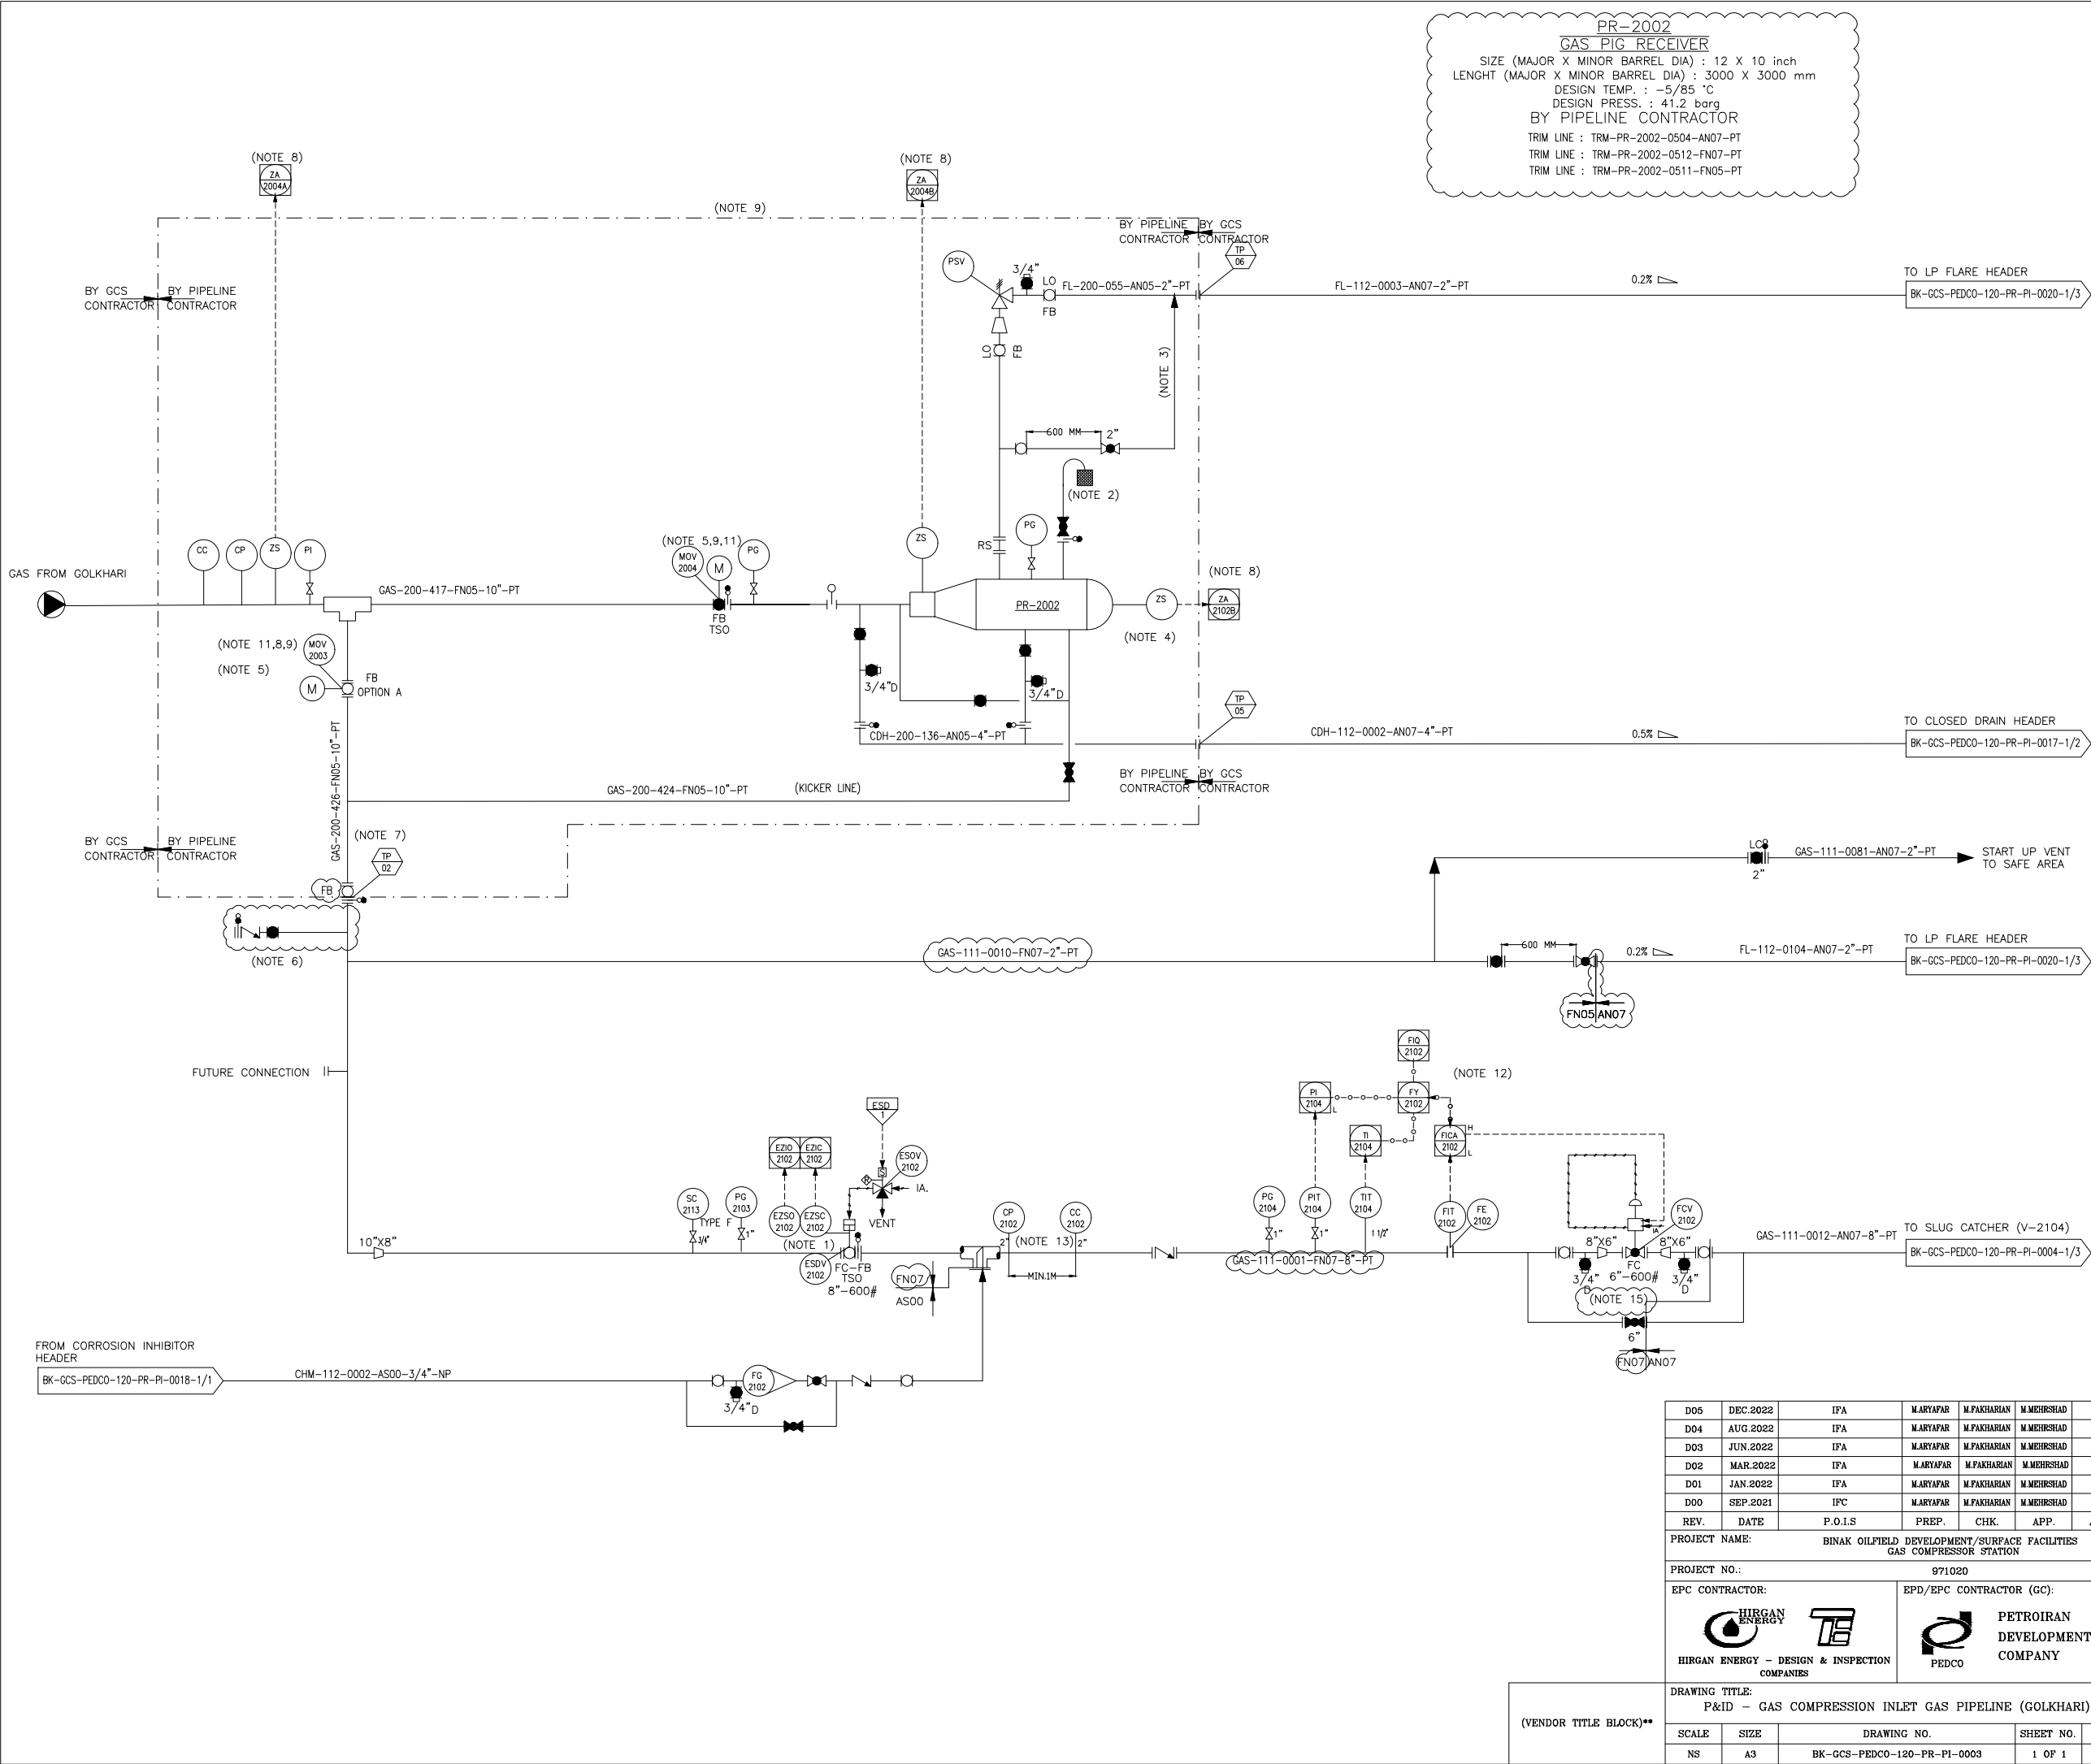 PR-2002
GAS PIG RECEIVER
SIZE (MAJOR X MINOR BARREL DIA) : 12 X 10 inch
LENGHT (MAJOR X MINOR BARREL DIA) : 3000 X 3000 mm
DESIGN TEMP. : -5/85 °C
DESIGN PRESS. : 41.2 barg
BY PIPELINE CONTRACTOR
TRIM LINE : TRM-PR-2002-0504-AN07-PT
TRIM LINE : TRM-PR-2002-0512-FN07-PT
TRIM LINE : TRM-PR-2002-0511-FN05-PT
(NOTE 8)
ZA
2004A
(NOTE 8)
ZA
2004B
(NOTE 9)
BY PIPELINE BY GCS
CONTRACTOR CONTRACTOR
TP
06
PSV
3/4"
LO
FB
FL-200-055-AN05-2"-PT
FL-112-0003-AN07-2"-PT
0.2%
TO LP FLARE HEADER
BK-GCS-PEDCO-120-PR-PI-0020-1/3
BY GCS BY PIPELINE
CONTRACTOR CONTRACTOR
LO
FB
(NOTE 3)
600 MM
2"
(NOTE 2)
PG
RS
ZS
GAS FROM GOLKHARI
CC
CP
ZS
PI
GAS-200-417-FN05-10"-PT
(NOTE 5,9,11)
MOV
2004
M
PG
FB
TSO
PR-2002
ZS
(NOTE 8)
ZA
2102B
(NOTE 4)
(NOTE 11,8,9)
MOV
2003
(NOTE 5)
M
FB
OPTION A
3/4"D
3/4"D
TP
05
CDH-200-136-AN05-4"-PT
CDH-112-0002-AN07-4"-PT
0.5%
TO CLOSED DRAIN HEADER
BK-GCS-PEDCO-120-PR-PI-0017-1/2
GAS-200-426-FN05-10"-PT
GAS-200-424-FN05-10"-PT
(KICKER LINE)
BY PIPELINE BY GCS
CONTRACTOR CONTRACTOR
BY GCS BY PIPELINE
CONTRACTOR CONTRACTOR
(NOTE 7)
TP
02
FB
(NOTE 6)
2"
GAS-111-0081-AN07-2"-PT
START UP VENT
TO SAFE AREA
GAS-111-0010-FN07-2"-PT
600 MM
0.2%
FL-112-0104-AN07-2"-PT
TO LP FLARE HEADER
BK-GCS-PEDCO-120-PR-PI-0020-1/3
FN05 AN07
FUTURE CONNECTION
FIQ
2102
(NOTE 12)
PI
2104
L
FY
2102
TI
2104
FICA
2102
H
L
ESD
1
EZIO
2102
EZIC
2102
ESOV
2102
S
R
IA.
VENT
SC
2113
TYPE F
3/4"
PG
2103
1"
EZSO
2102
EZSC
2102
(NOTE 1)
ESDV
2102
FC-FB
TSO
8"-600#
10"X8"
FN07
AS00
CP
2102
2"
(NOTE 13)
CC
2102
2"
MIN.1M
PG
2104
1"
PIT
2104
1"
TIT
2104
1 1/2"
FIT
2102
FE
2102
GAS-111-0001-FN07-8"-PT
FCV
2102
IA
8"X6"
8"X6"
FC
6"-600#
3/4"
D
3/4"
D
(NOTE 15)
6"
FN07 AN07
GAS-111-0012-AN07-8"-PT
TO SLUG CATCHER (V-2104)
BK-GCS-PEDCO-120-PR-PI-0004-1/3
FROM CORROSION INHIBITOR
HEADER
BK-GCS-PEDCO-120-PR-PI-0018-1/1
CHM-112-0002-AS00-3/4"-NP
FG
2102
3/4"D
D05 DEC.2022 IFA M.ARYAFAR M.FAKHARIAN M.MEHRSHAD
D04 AUG.2022 IFA M.ARYAFAR M.FAKHARIAN M.MEHRSHAD
D03 JUN.2022 IFA M.ARYAFAR M.FAKHARIAN M.MEHRSHAD
D02 MAR.2022 IFA M.ARYAFAR M.FAKHARIAN M.MEHRSHAD
D01 JAN.2022 IFA M.ARYAFAR M.FAKHARIAN M.MEHRSHAD
D00 SEP.2021 IFC M.ARYAFAR M.FAKHARIAN M.MEHRSHAD
REV. DATE P.O.I.S PREP. CHK. APP.
PROJECT NAME: BINAK OILFIELD DEVELOPMENT/SURFACE FACILITIES
GAS COMPRESSOR STATION
PROJECT NO.: 971020
EPC CONTRACTOR:
HIRGAN
ENERGY
HIRGAN ENERGY - DESIGN & INSPECTION
COMPANIES
EPD/EPC CONTRACTOR (GC):
PEDCO
PETROIRAN
DEVELOPMENT
COMPANY
(VENDOR TITLE BLOCK)**
DRAWING TITLE:
P&ID - GAS COMPRESSION INLET GAS PIPELINE (GOLKHARI)
SCALE SIZE DRAWING NO. SHEET NO.
NS A3 BK-GCS-PEDCO-120-PR-PI-0003 1 OF 1